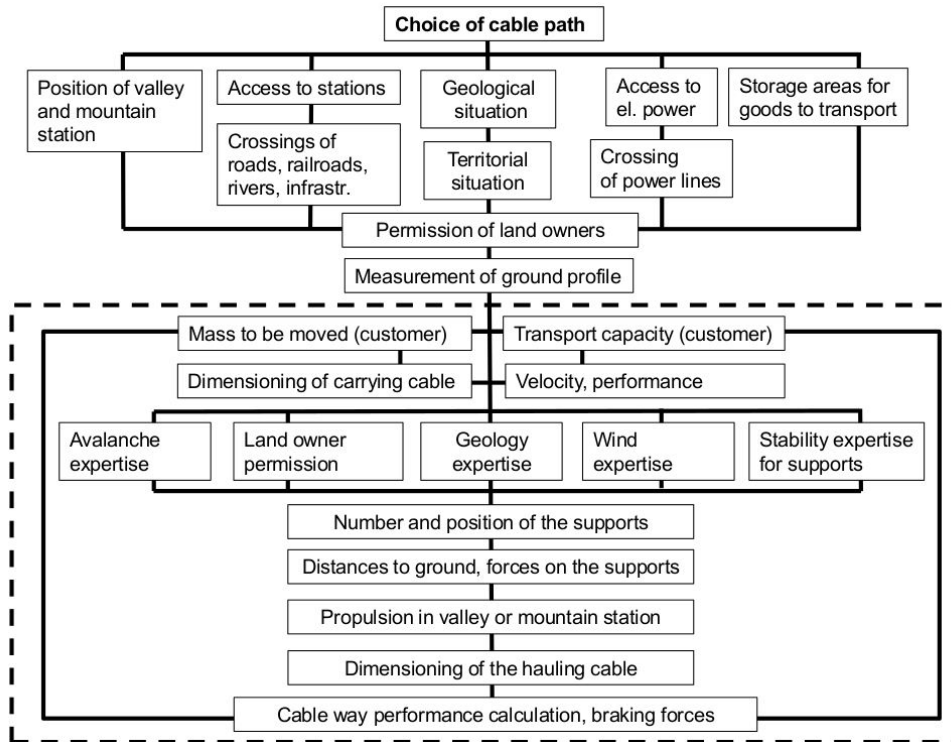 Choice of cable path
Position of valley
and mountain
station
Access to stations
Geological
situation
Access to
el. power
Storage areas for
goods to transport
Crossings of
roads, railroads,
rivers, infrastr.
Territorial
situation
Crossing
of power lines
Permission of land owners
Measurement of ground profile
Mass to be moved (customer)
Transport capacity (customer)
Dimensioning of carrying cable
Velocity, performance
Avalanche
expertise
Land owner
permission
Geology
expertise
Wind
expertise
Stability expertise
for supports
Number and position of the supports
Distances to ground, forces on the supports
Propulsion in valley or mountain station
Dimensioning of the hauling cable
Cable way performance calculation, braking forces